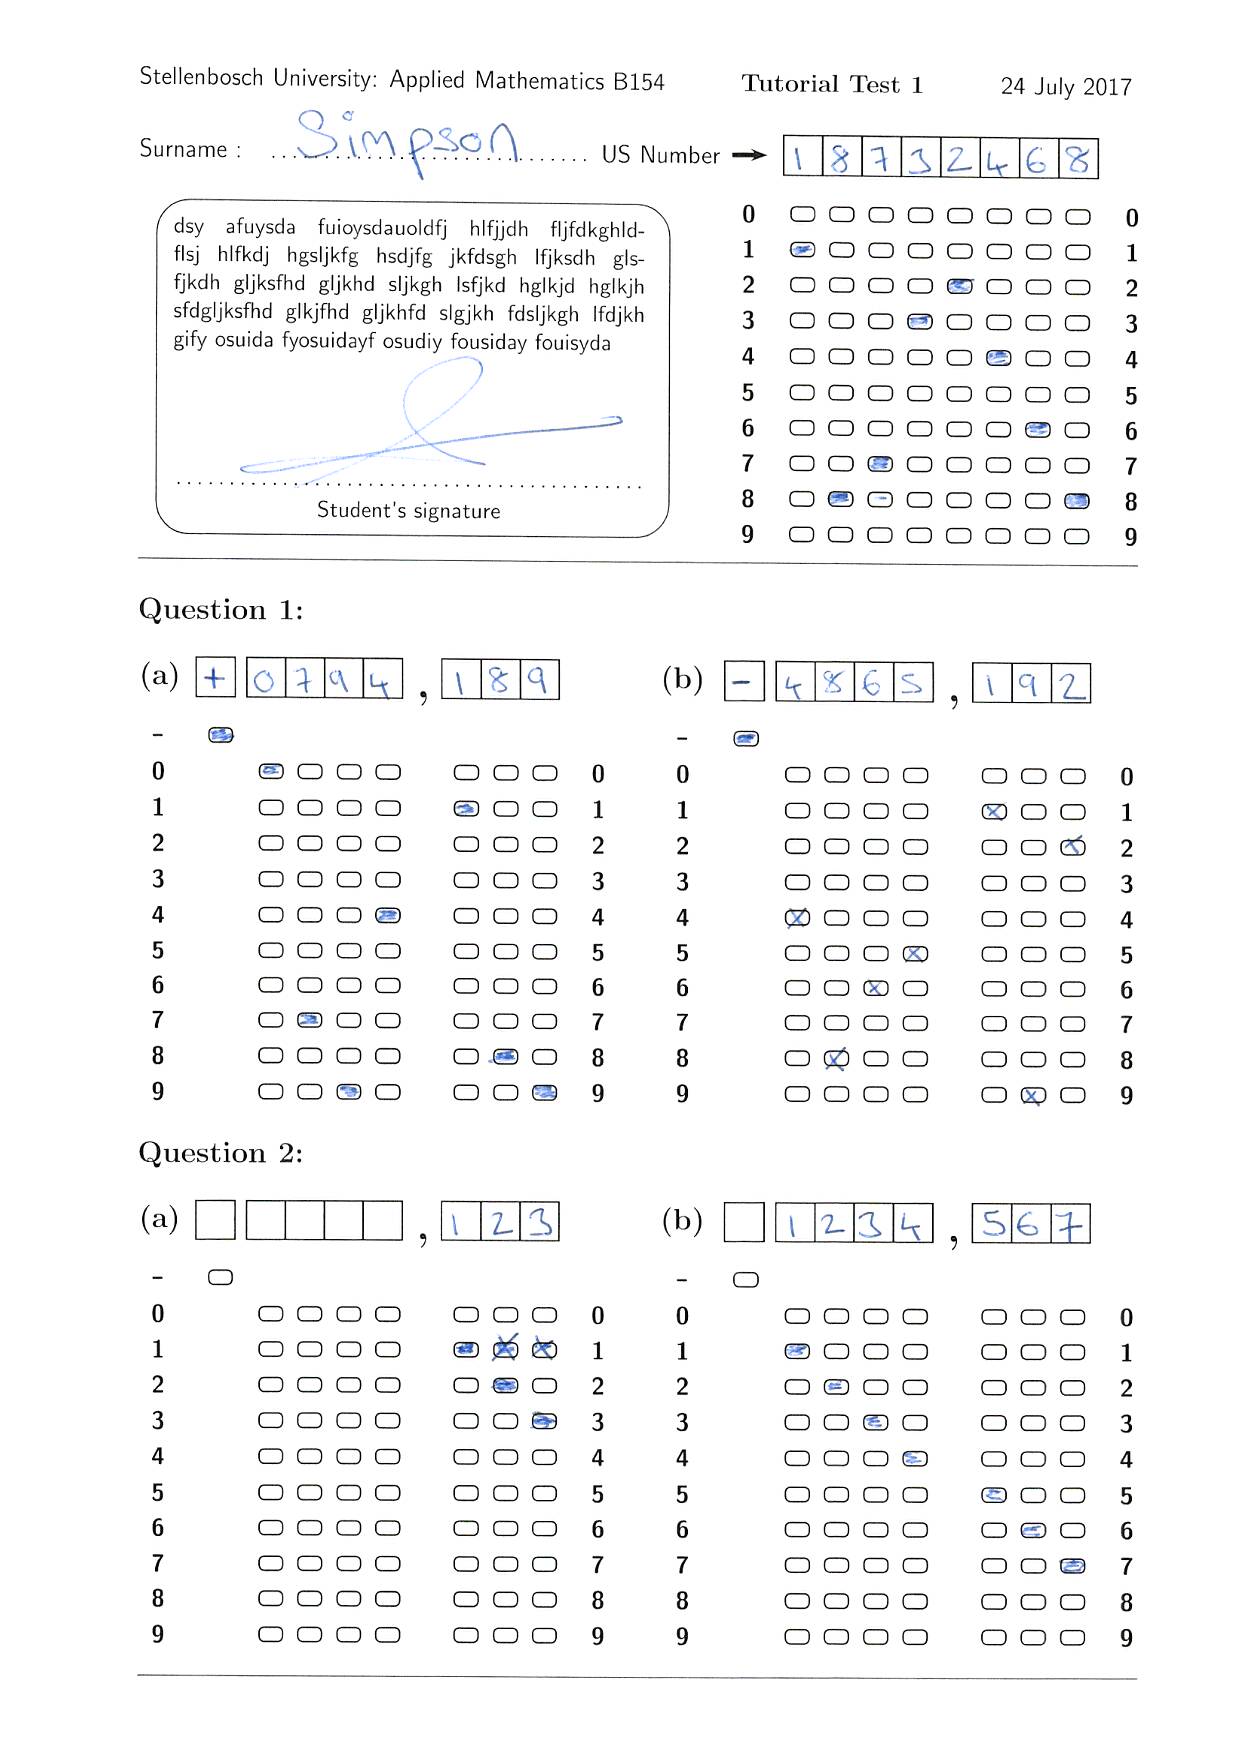 Stellenbosch University: Applied Mathematics B154 Tutorial Test 1 24 July 2017
Surname : Simpson US Number → 1 8 7 3 2 4 6 8
dsy afuysda fuioysdauoldfj hlfjjdh fljfdkghld-
flsj hlfkdj hgsljkfg hsdjfg jkfdsgh lfjksdh gls-
fjkdh gljksfhd gljkhd sljkgh lsfjkd hglkjd hglkjh
sfdgljksfhd glkjfhd gljkhfd slgjkh fdsljkgh lfdjkh
gify osuida fyosuidayf osudiy fousiday fouisyda
Student's signature
0 0
1 1
2 2
3 3
4 4
5 5
6 6
7 7
8 8
9 9
Question 1:
(a) + 0 7 9 4 , 1 8 9 (b) - 4 8 6 5 , 1 9 2
- -
0 0 0 0
1 1 1 1
2 2 2 2
3 3 3 3
4 4 4 4
5 5 5 5
6 6 6 6
7 7 7 7
8 8 8 8
9 9 9 9
Question 2:
(a) , 1 2 3 (b) 1 2 3 4 , 5 6 7
- -
0 0 0 0
1 1 1 1
2 2 2 2
3 3 3 3
4 4 4 4
5 5 5 5
6 6 6 6
7 7 7 7
8 8 8 8
9 9 9 9